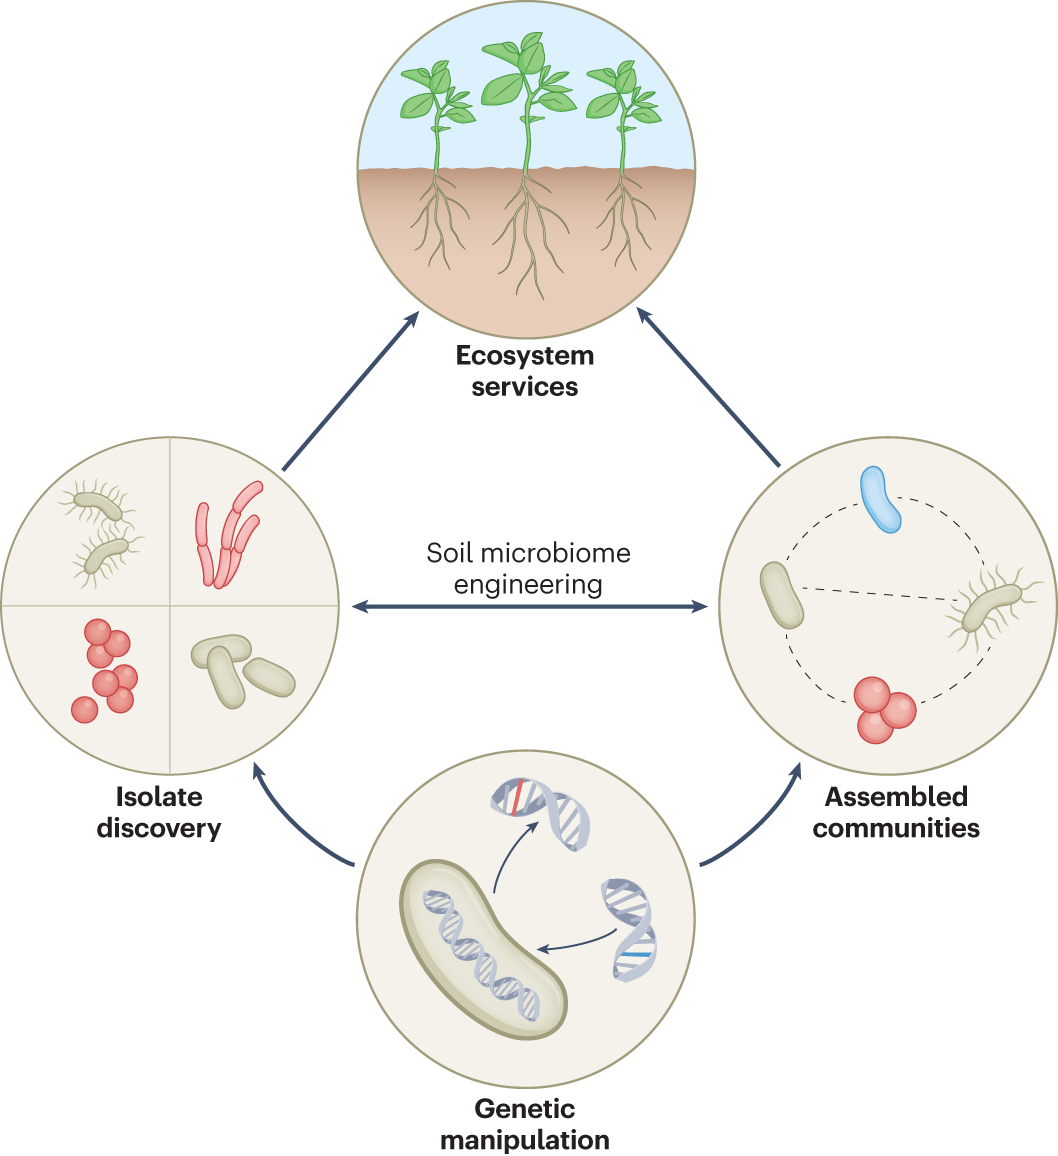 Ecosystem
services
Soil microbiome
engineering
Isolate
discovery
Assembled
communities
Genetic
manipulation